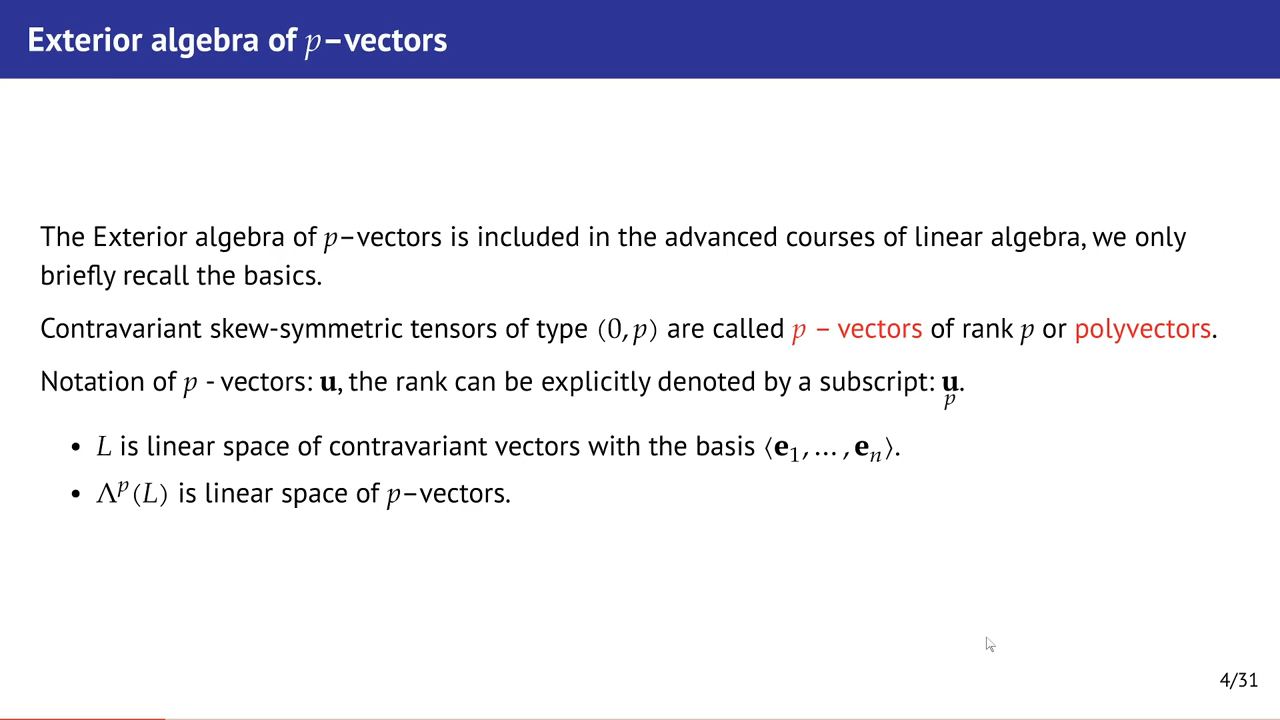 Exterior algebra of p–vectors
The Exterior algebra of p–vectors is included in the advanced courses of linear algebra, we only
briefly recall the basics.
Contravariant skew-symmetric tensors of type (0, p) are called p – vectors of rank p or polyvectors.
Notation of p - vectors: u, the rank can be explicitly denoted by a subscript: u_p.
• L is linear space of contravariant vectors with the basis ⟨e₁, … , eₙ⟩.
• Λᵖ(L) is linear space of p–vectors.
4/31